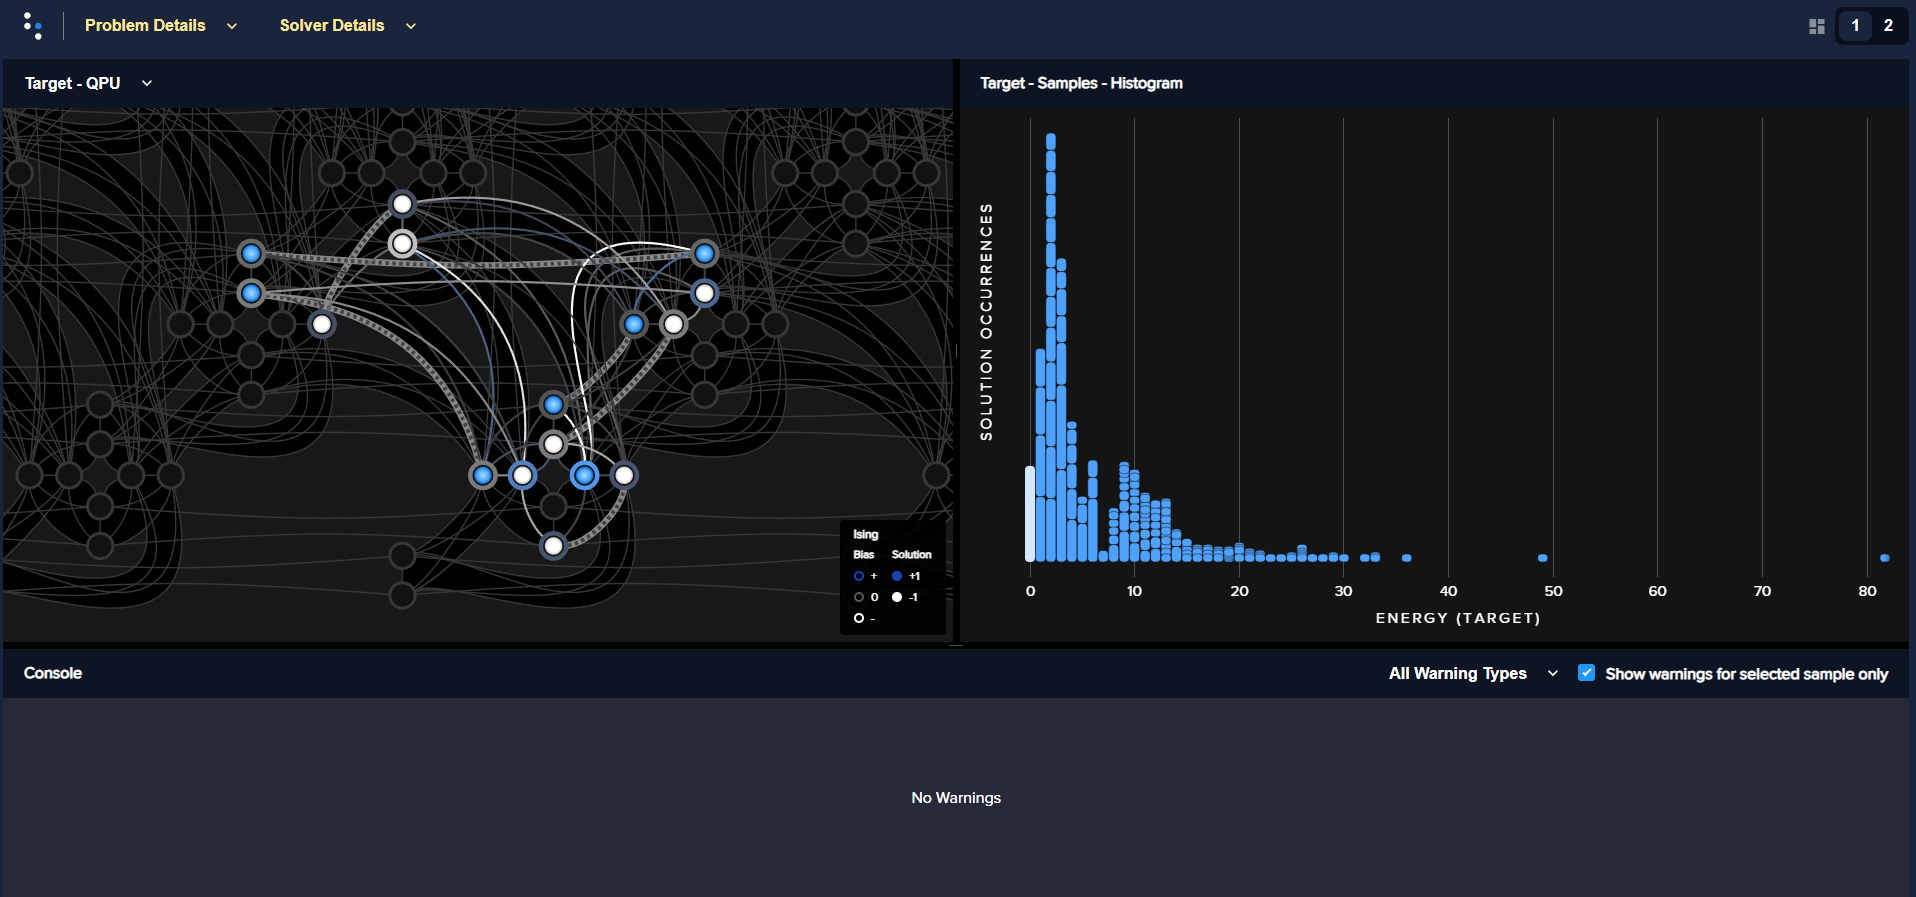 Problem Details
Solver Details
1 2
Target - QPU
Target - Samples - Histogram
SOLUTION OCCURRENCES
0 10 20 30 40 50 60 70 80
ENERGY (TARGET)
Ising
Bias Solution
+ +1
0 -1
-
Console
All Warning Types
Show warnings for selected sample only
No Warnings